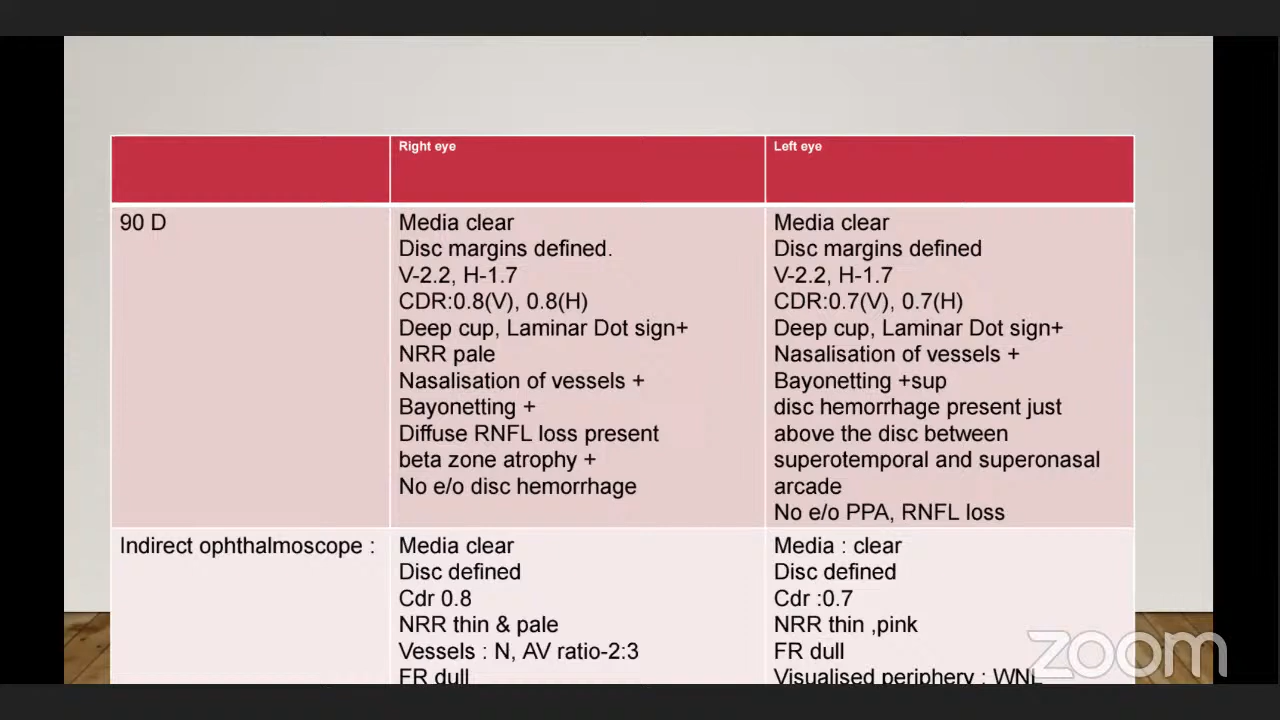 Right eye
Left eye
90 D
Media clear
Disc margins defined.
V-2.2, H-1.7
CDR:0.8(V), 0.8(H)
Deep cup, Laminar Dot sign+
NRR pale
Nasalisation of vessels +
Bayonetting +
Diffuse RNFL loss present
beta zone atrophy +
No e/o disc hemorrhage
Media clear
Disc margins defined
V-2.2, H-1.7
CDR:0.7(V), 0.7(H)
Deep cup, Laminar Dot sign+
Nasalisation of vessels +
Bayonetting +sup
disc hemorrhage present just
above the disc between
superotemporal and superonasal
arcade
No e/o PPA, RNFL loss
Indirect ophthalmoscope :
Media clear
Disc defined
Cdr 0.8
NRR thin & pale
Vessels : N, AV ratio-2:3
FR dull
Media : clear
Disc defined
Cdr :0.7
NRR thin ,pink
FR dull
Visualised periphery : WNL
zoom